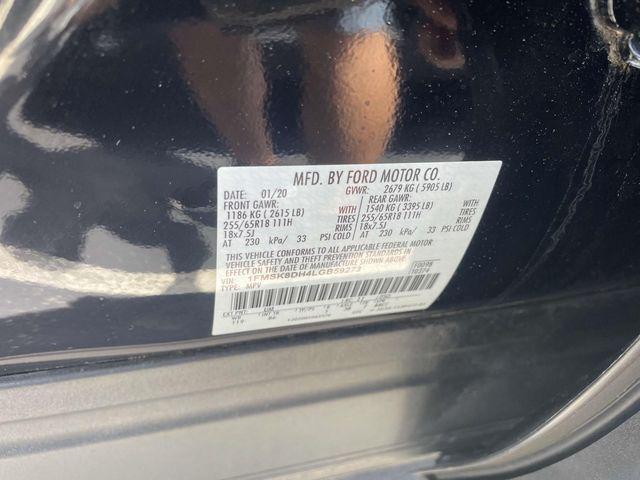 MFD. BY FORD MOTOR CO.
DATE: 01/20 GVWR: 2679 KG ( 5905 LB)
FRONT GAWR: REAR GAWR:
1186 KG ( 2615 LB) WITH 1540 KG ( 3395 LB) WITH
255/65R18 111H TIRES 255/65R18 111H TIRES
18x7.5J RIMS 18x7.5J RIMS
AT 230 kPa/ 33 PSI COLD AT 230 kPa/ 33 PSI COLD
THIS VEHICLE CONFORMS TO ALL APPLICABLE FEDERAL MOTOR
VEHICLE SAFETY AND THEFT PREVENTION STANDARDS IN
EFFECT ON THE DATE OF MANUFACTURE SHOWN ABOVE.
VIN: 1FMSK8DH4LGB59273
TYPE: MPV
F0098
EXT PNT: